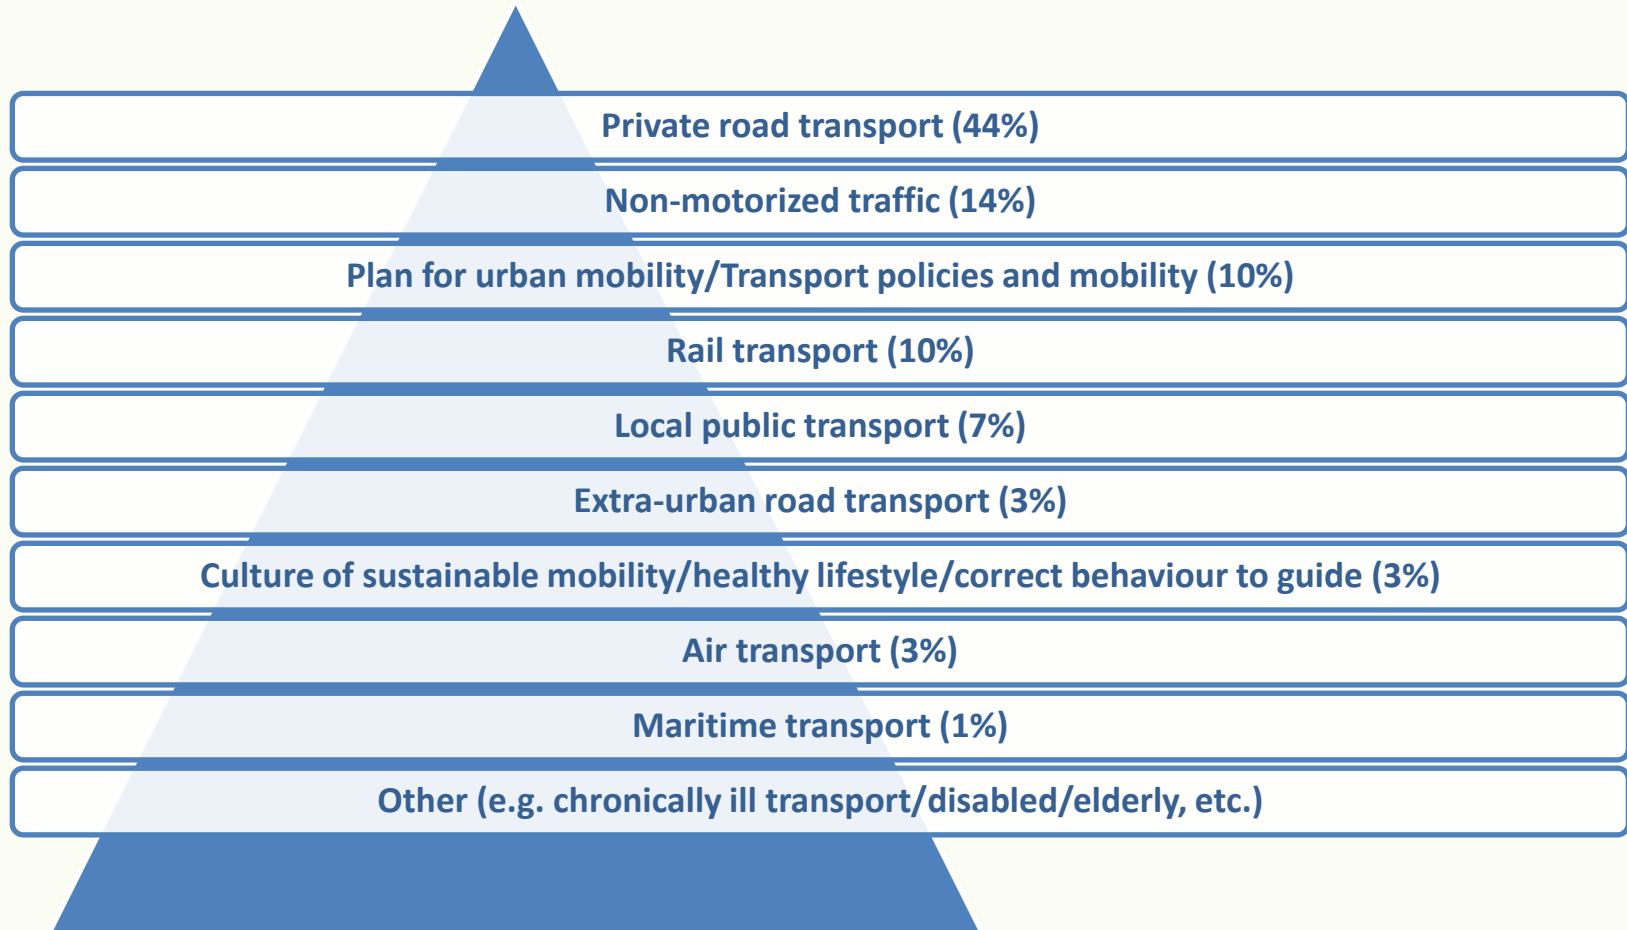 Private road transport (44%)
Non-motorized traffic (14%)
Plan for urban mobility/Transport policies and mobility (10%)
Rail transport (10%)
Local public transport (7%)
Extra-urban road transport (3%)
Culture of sustainable mobility/healthy lifestyle/correct behaviour to guide (3%)
Air transport (3%)
Maritime transport (1%)
Other (e.g. chronically ill transport/disabled/elderly, etc.)